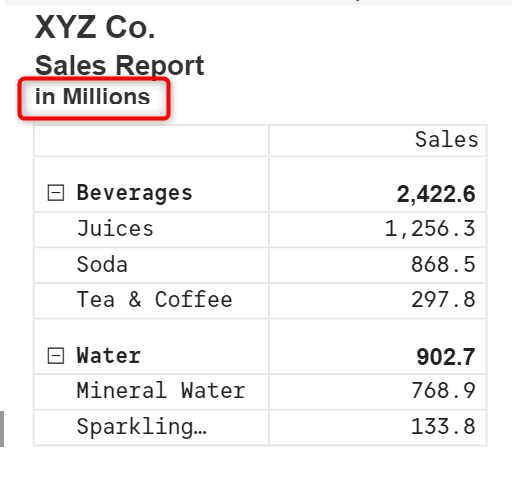 XYZ Co.
Sales Report
in Millions
Sales
Beverages 2,422.6
Juices 1,256.3
Soda 868.5
Tea & Coffee 297.8
Water 902.7
Mineral Water 768.9
Sparkling… 133.8